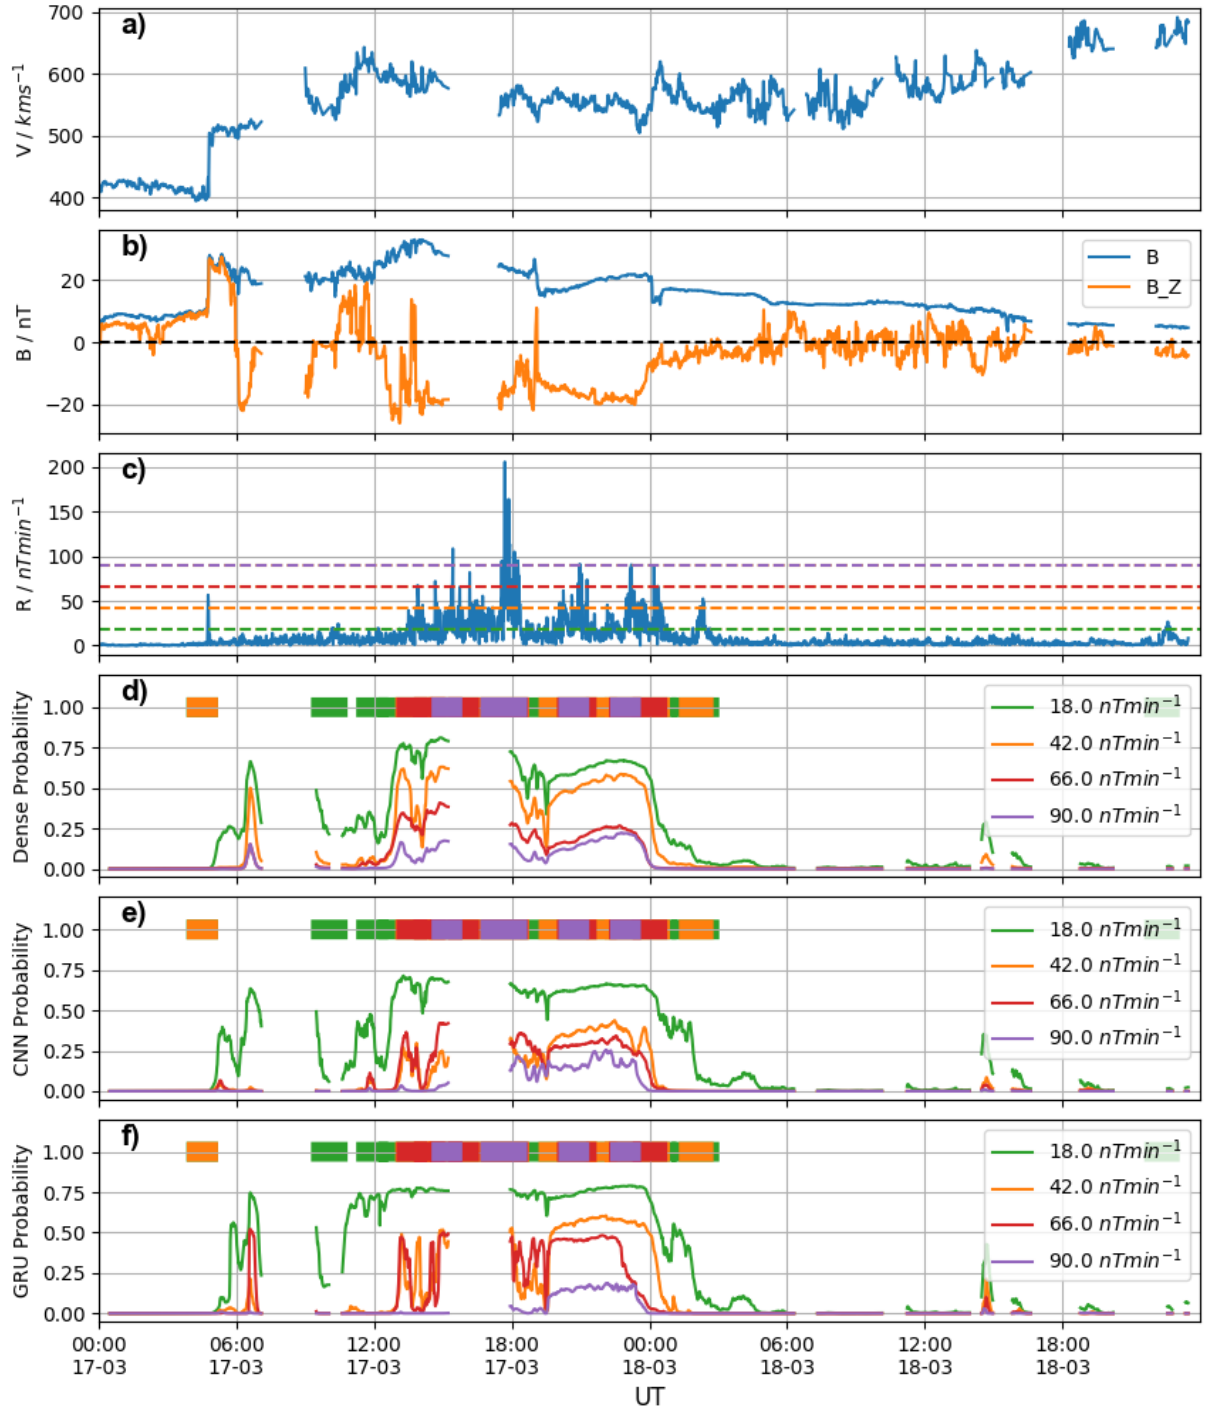 a)
700
600
500
400
V / kms⁻¹
b)
B
B_Z
20
0
−20
B / nT
c)
200
150
100
50
0
R / nTmin⁻¹
d)
1.00
0.75
0.50
0.25
0.00
Dense Probability
18.0 nTmin⁻¹
42.0 nTmin⁻¹
66.0 nTmin⁻¹
90.0 nTmin⁻¹
e)
1.00
0.75
0.50
0.25
0.00
CNN Probability
18.0 nTmin⁻¹
42.0 nTmin⁻¹
66.0 nTmin⁻¹
90.0 nTmin⁻¹
f)
1.00
0.75
0.50
0.25
0.00
GRU Probability
18.0 nTmin⁻¹
42.0 nTmin⁻¹
66.0 nTmin⁻¹
90.0 nTmin⁻¹
00:00 06:00 12:00 18:00 00:00 06:00 12:00 18:00
17-03 17-03 17-03 17-03 18-03 18-03 18-03 18-03
UT